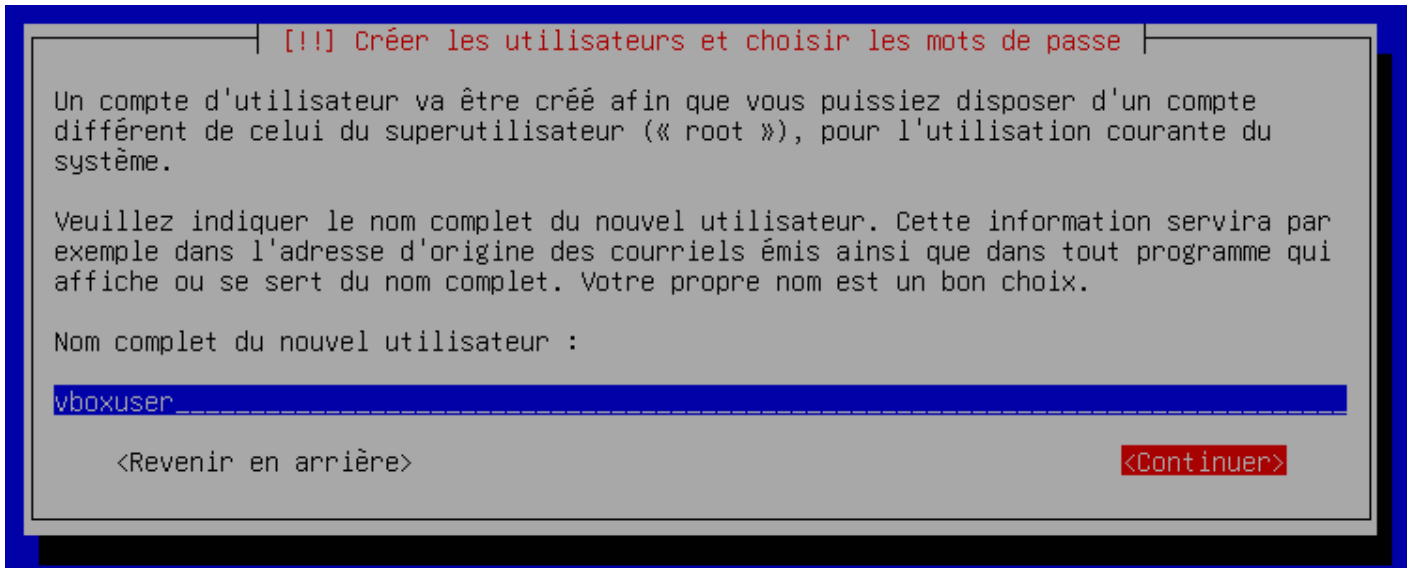 [!!] Créer les utilisateurs et choisir les mots de passe
Un compte d'utilisateur va être créé afin que vous puissiez disposer d'un compte
différent de celui du superutilisateur (« root »), pour l'utilisation courante du
système.
Veuillez indiquer le nom complet du nouvel utilisateur. Cette information servira par
exemple dans l'adresse d'origine des courriels émis ainsi que dans tout programme qui
affiche ou se sert du nom complet. Votre propre nom est un bon choix.
Nom complet du nouvel utilisateur :
vboxuser
<Revenir en arrière> <Continuer>